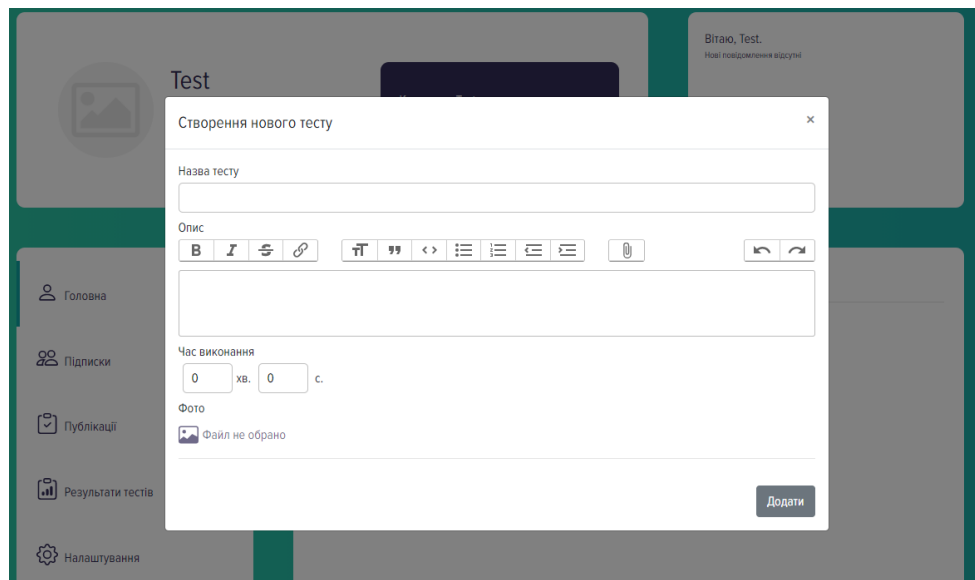 Вітаю, Test.
Нові повідомлення відсутні
Test
Створення нового тесту
×
Назва тесту
Опис
B I S
Час виконання
0 хв. 0 с.
Фото
Файл не обрано
Додати
Головна
Підписки
Публікації
Результати тестів
Налаштування